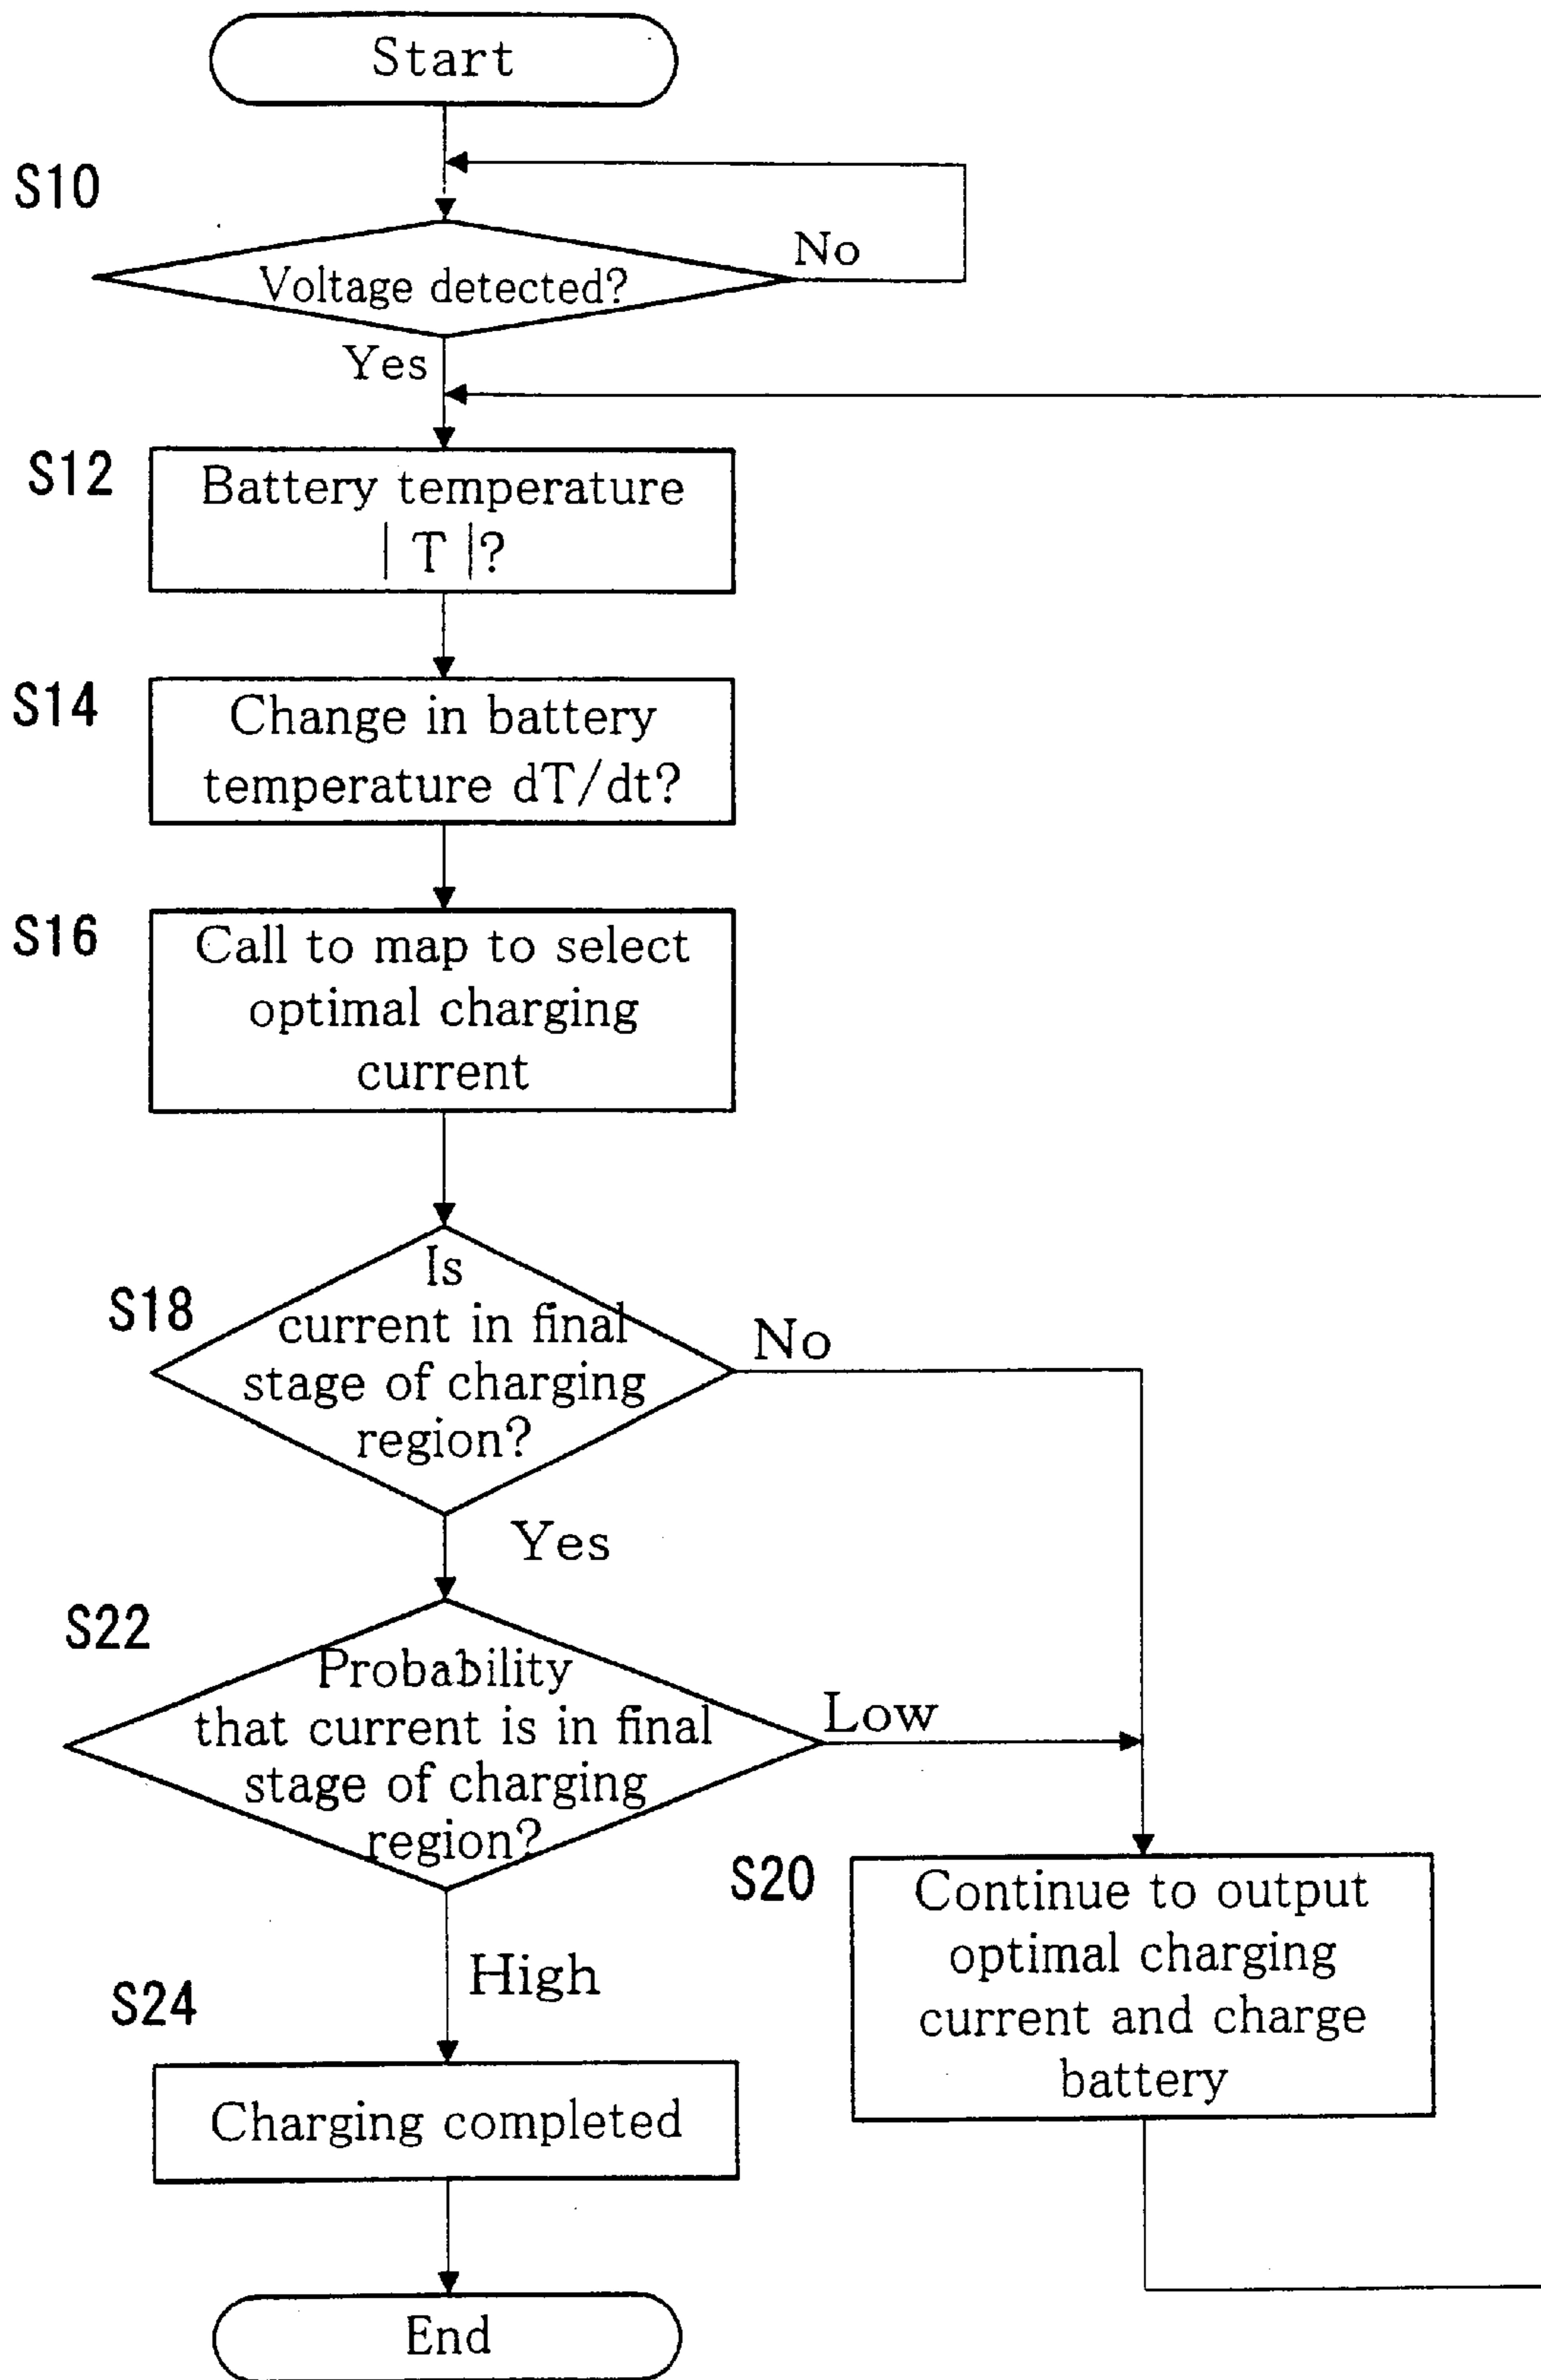 Start
S10
No
Voltage detected?
Yes
S12
Battery temperature
| T |?
S14
Change in battery
temperature dT/dt?
S16
Call to map to select
optimal charging
current
Is
S18
current in final
No
stage of charging
region?
Yes
S22
Probability
that current is in final
Low
stage of charging
region?
S20
Continue to output
optimal charging
current and charge
battery
High
S24
Charging completed
End